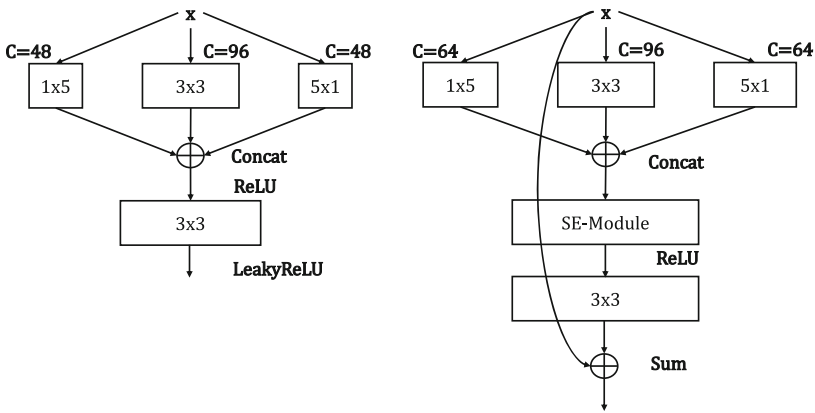 x
C=48
C=96
C=48
1x5
3x3
5x1
Concat
ReLU
3x3
LeakyReLU
x
C=64
C=96
C=64
1x5
3x3
5x1
Concat
SE-Module
ReLU
3x3
Sum